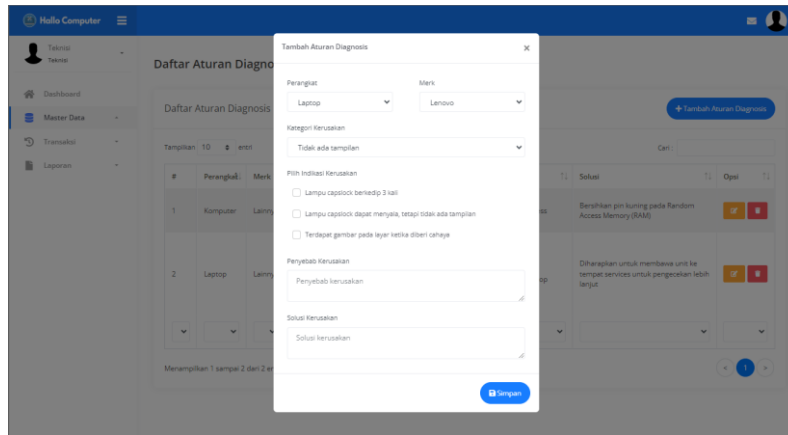 Hallo Computer
Teknisi
Teknisi
Dashboard
Master Data
Transaksi
Laporan
Daftar Aturan Diagno
Daftar Aturan Diagnosis
+ Tambah Aturan Diagnosis
Tampilkan 10 entri
Cari :
# Perangkat Merk Solusi Opsi
1 Komputer Bersihkan pin kuning pada Random
Access Memory (RAM)
2 Laptop Diharapkan untuk membawa unit ke
tempat services untuk pengecekan lebih
lanjut
Menampilkan 1 sampai 2 dari 2
1
Tambah Aturan Diagnosis ×
Perangkat Merk
Laptop Lenovo
Kategori Kerusakan
Tidak ada tampilan
Pilih Indikasi Kerusakan
Lampu capslock berkedip 3 kali
Lampu capslock dapat menyala, tetapi tidak ada tampilan
Terdapat gambar pada layar ketika diberi cahaya
Penyebab kerusakan
Penyebab kerusakan
Solusi Kerusakan
Solusi kerusakan
Simpan